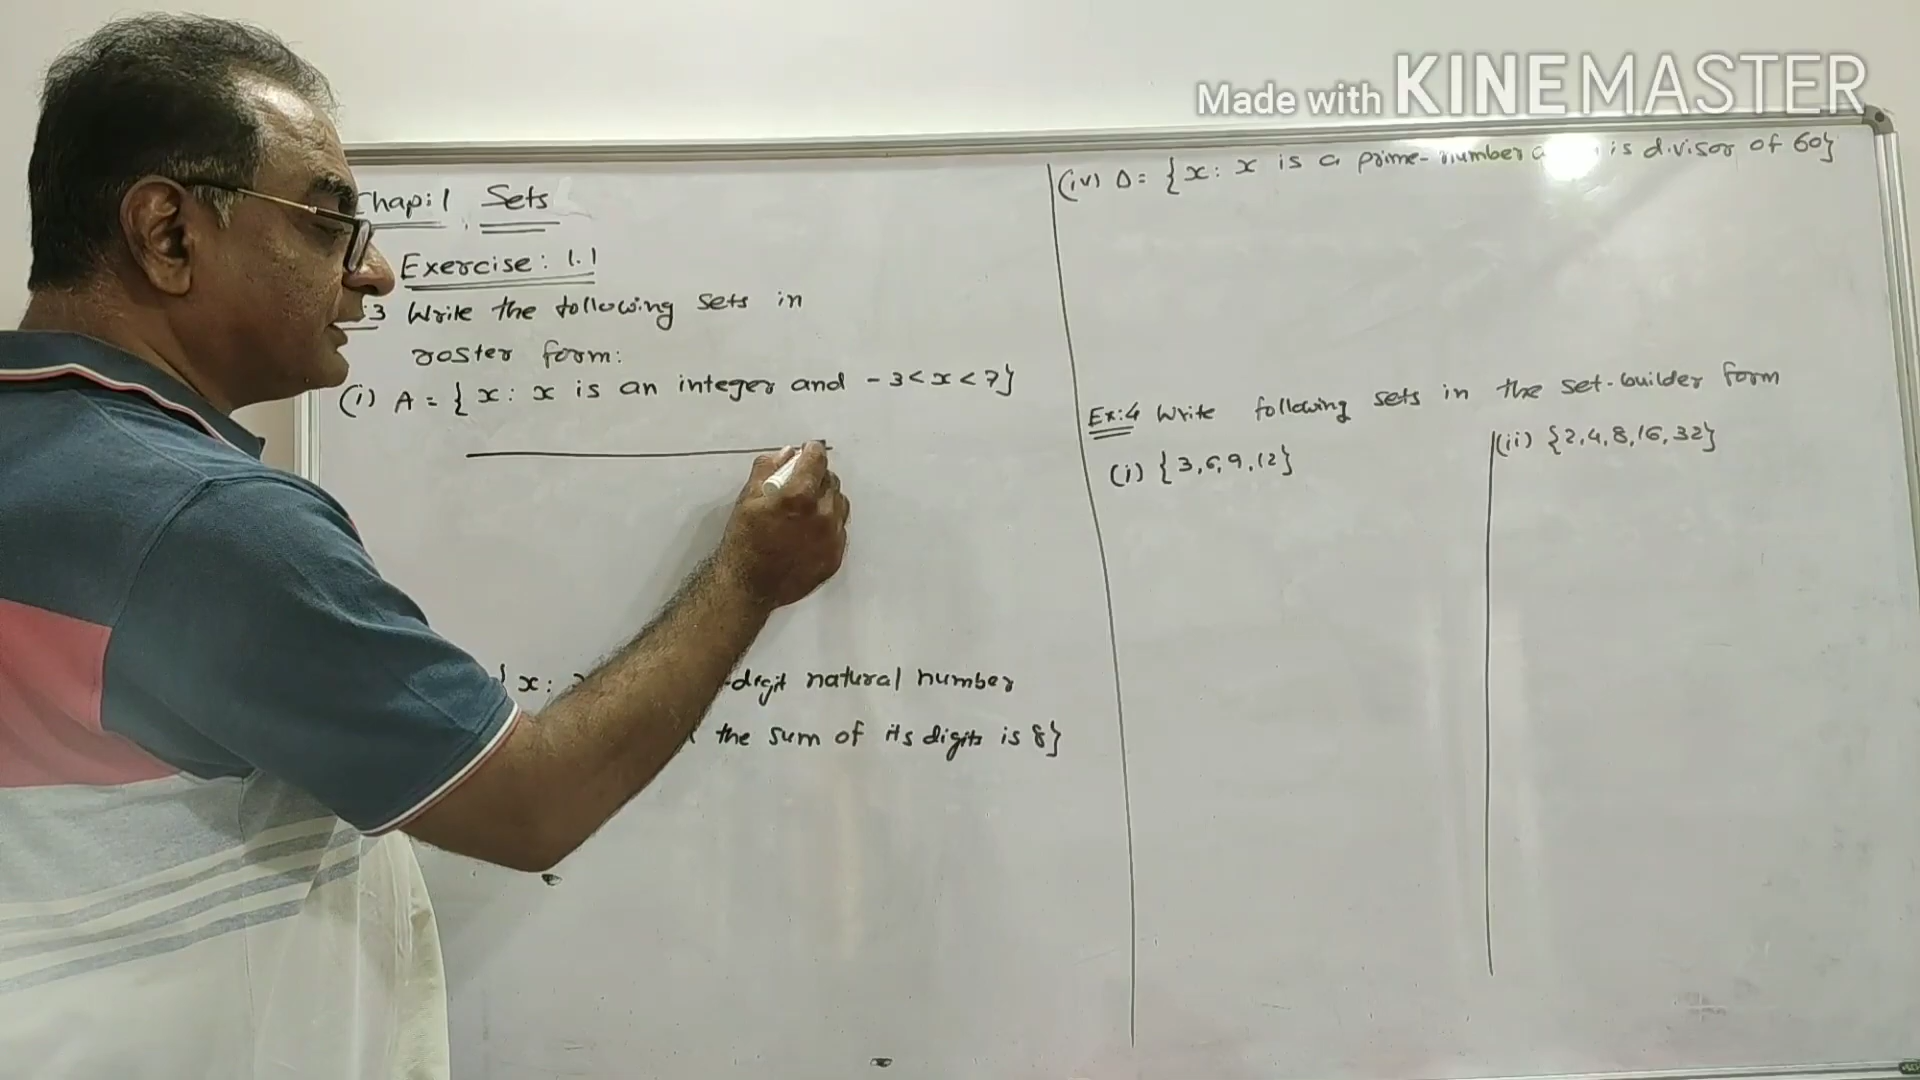 Made with KINEMASTER
Chap:1 Sets
Exercise: 1.1
:3 Write the following sets in
roster form:
(i) A = { x : x is an integer and -3 < x < 7}
{ x :
-digit natural number
the sum of its digits is 8}
(iv) D = { x : x is a prime-number a is divisor of 60}
Ex:4 Write following sets in the set-builder form
(i) {3,6,9,12}
(ii) {2,4,8,16,32}